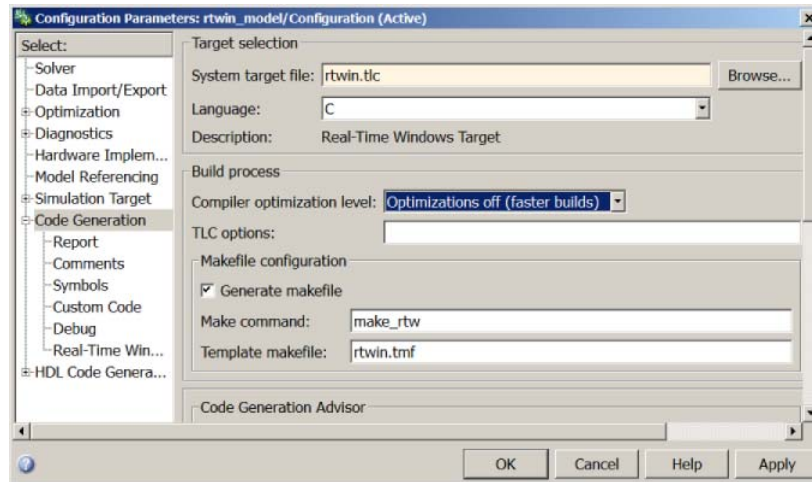 Configuration Parameters: rtwin_model/Configuration (Active)
Select:
Solver
Data Import/Export
Optimization
Diagnostics
Hardware Implem...
Model Referencing
Simulation Target
Code Generation
Report
Comments
Symbols
Custom Code
Debug
Real-Time Win...
HDL Code Genera...
Target selection
System target file: rtwin.tlc Browse...
Language: C
Description: Real-Time Windows Target
Build process
Compiler optimization level: Optimizations off (faster builds)
TLC options:
Makefile configuration
Generate makefile
Make command: make_rtw
Template makefile: rtwin.tmf
Code Generation Advisor
OK Cancel Help Apply